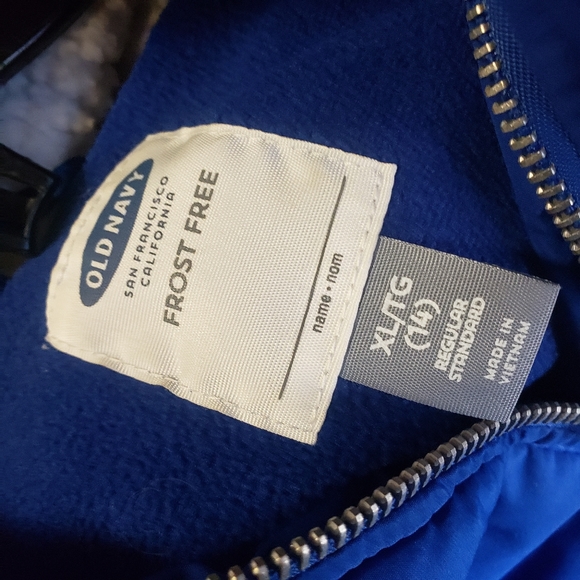 OLD NAVY
SAN FRANCISCO
CALIFORNIA
FROST FREE
name • nom
XL/TG
(14)
REGULAR
STANDARD
MADE IN
VIETNAM